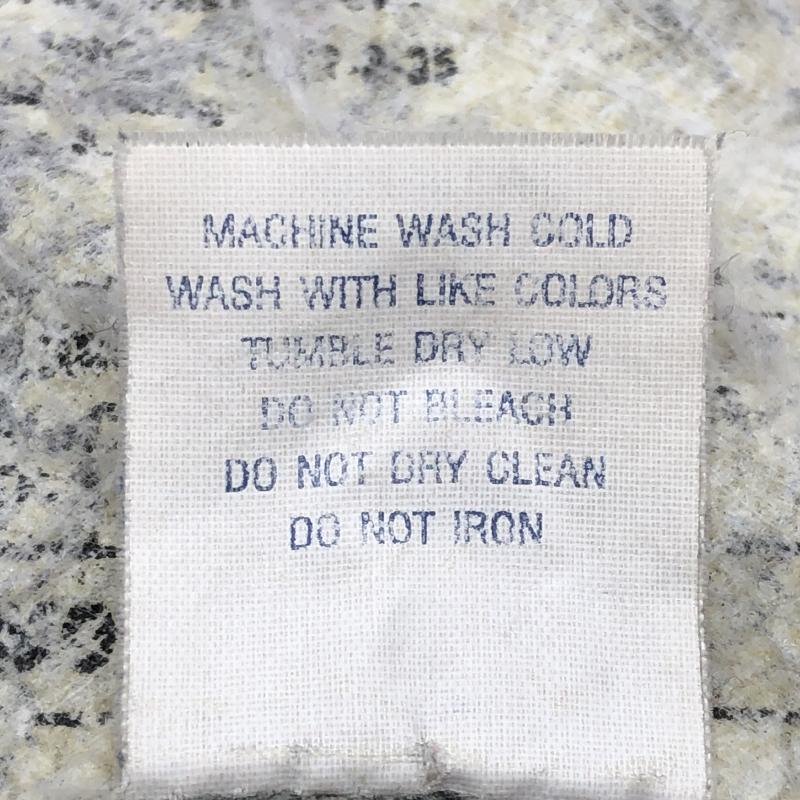 MACHINE WASH COLD
WASH WITH LIKE COLORS
TUMBLE DRY LOW
DO NOT BLEACH
DO NOT DRY CLEAN
DO NOT IRON